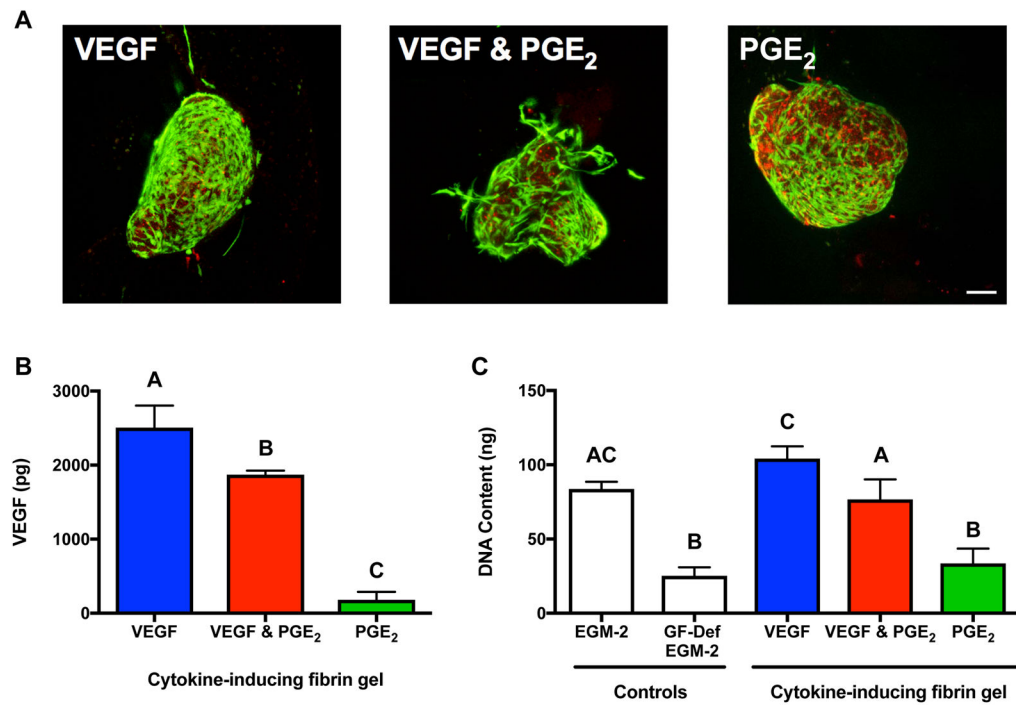 A
VEGF
VEGF & PGE₂
PGE₂
B
VEGF (pg)
3000
2000
1000
0
A
B
C
VEGF
VEGF & PGE₂
PGE₂
Cytokine-inducing fibrin gel
C
DNA Content (ng)
150
100
50
0
AC
B
C
A
B
EGM-2
GF-Def
EGM-2
VEGF
VEGF & PGE₂
PGE₂
Controls
Cytokine-inducing fibrin gel